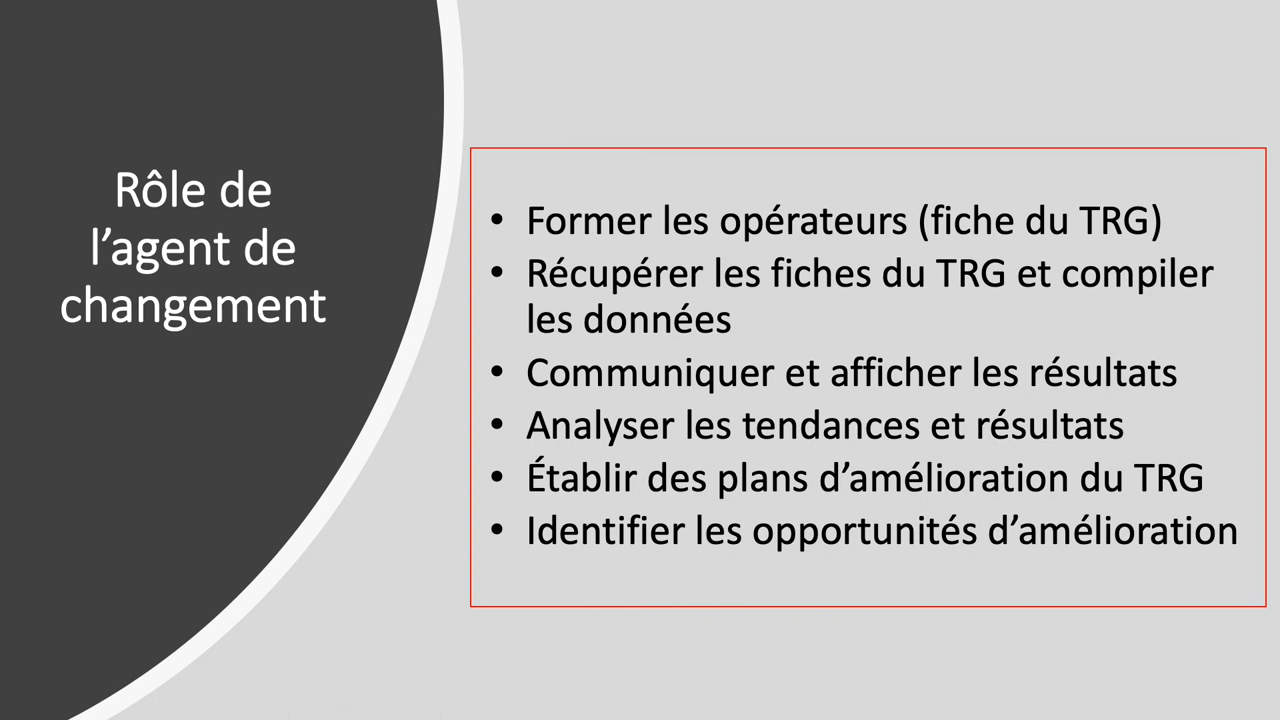 Rôle de
l’agent de
changement
• Former les opérateurs (fiche du TRG)
• Récupérer les fiches du TRG et compiler
les données
• Communiquer et afficher les résultats
• Analyser les tendances et résultats
• Établir des plans d’amélioration du TRG
• Identifier les opportunités d’amélioration